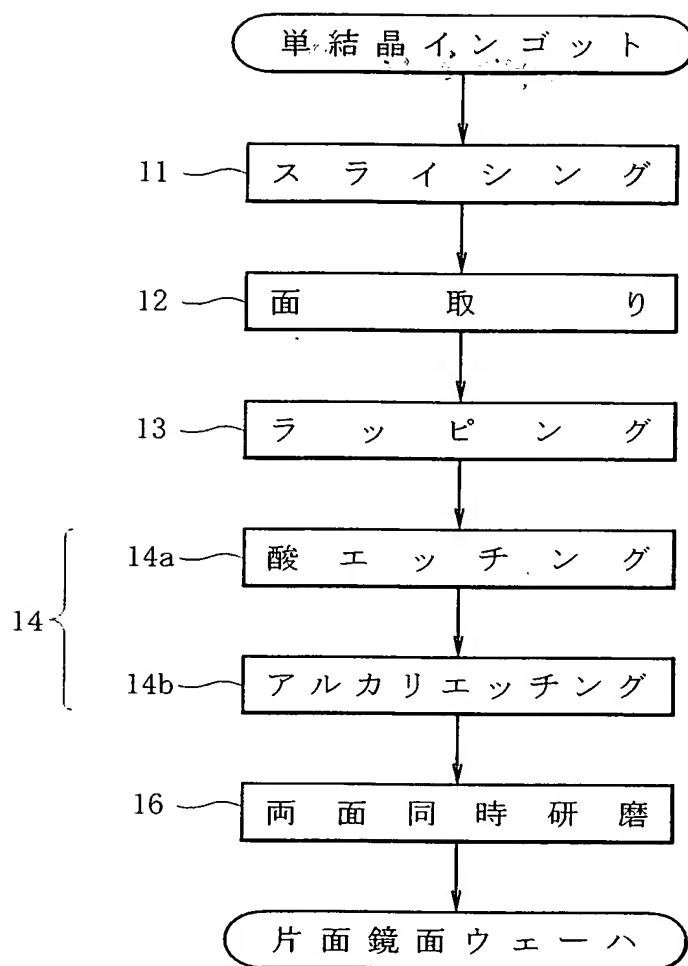 単結晶インゴット
11 スライシング
12 面取り
13 ラッピング
14a 酸エッチング
14
14b アルカリエッチング
16 両面同時研磨
片面鏡面ウェーハ